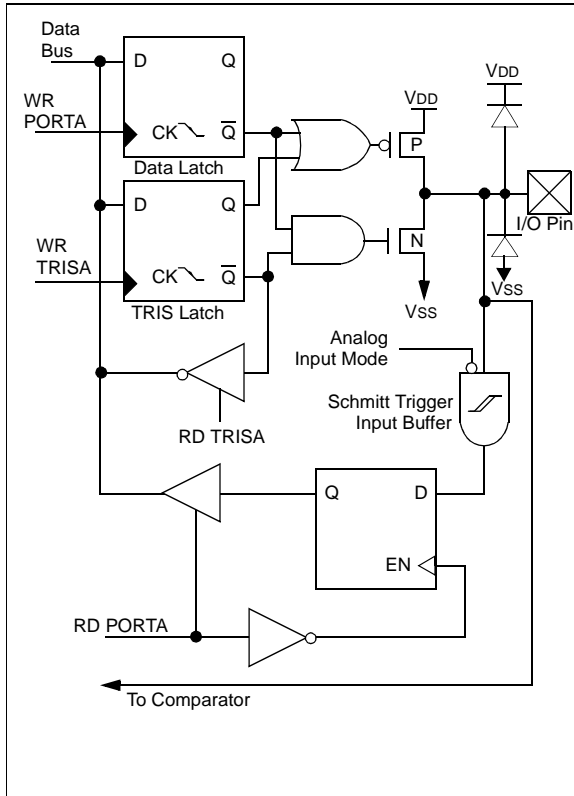 Data
Bus
D
Q
VDD
VDD
WR
PORTA
CK
Q
P
Data Latch
D
Q
I/O Pin
WR
TRISA
N
CK
Q
VSS
VSS
TRIS Latch
Analog
Input Mode
Schmitt Trigger
Input Buffer
RD TRISA
Q
D
EN
RD PORTA
To Comparator